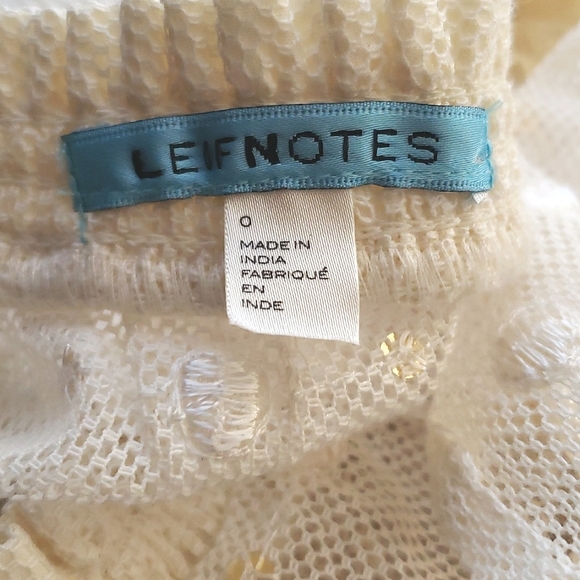 LEIFNOTES
0
MADE IN
INDIA
FABRIQUÉ
EN
INDE